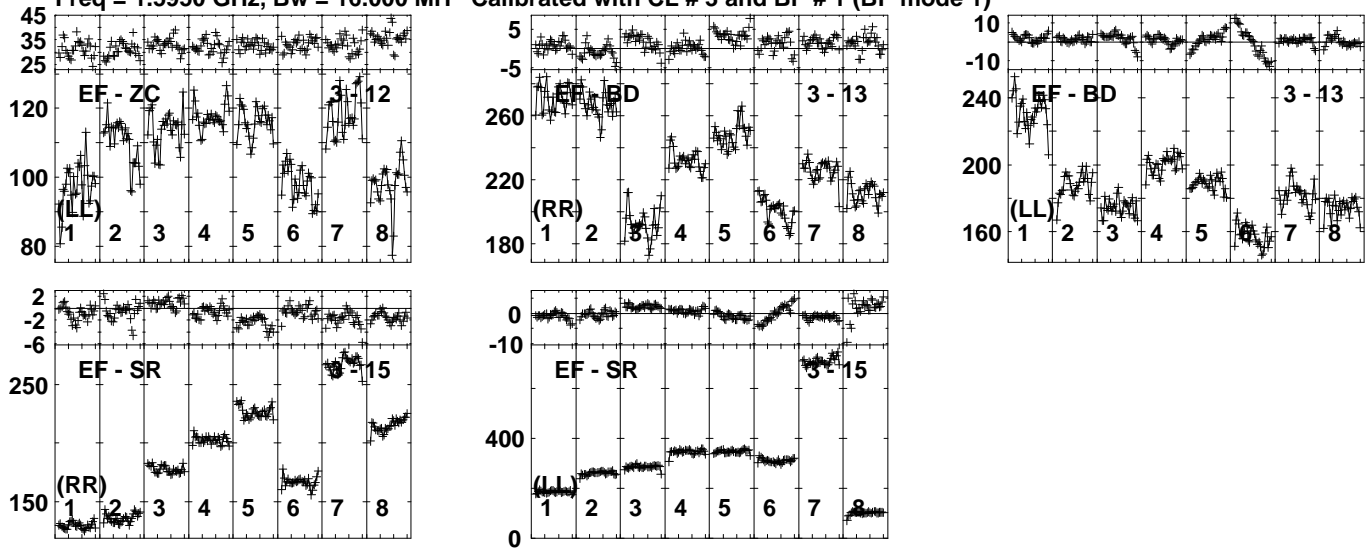 Freq = 1.5950 GHz, Bw = 16.000 MH Calibrated with CL # 3 and BP # 1 (BP mode 1)
45
35
25
EF - ZC 3 - 12
120
100
80
(LL)
1 2 3 4 5 6 7 8
5
-5
EF - BD 3 - 13
260
220
180
(RR)
1 2 3 4 5 6 7 8
10
-10
EF - BD 3 - 13
240
200
160
(LL)
1 2 3 4 5 6 7 8
2
-2
-6
EF - SR 3 - 15
250
150
(RR)
1 2 3 4 5 6 7 8
0
-10
EF - SR 3 - 15
400
0
(LL)
1 2 3 4 5 6 7 8